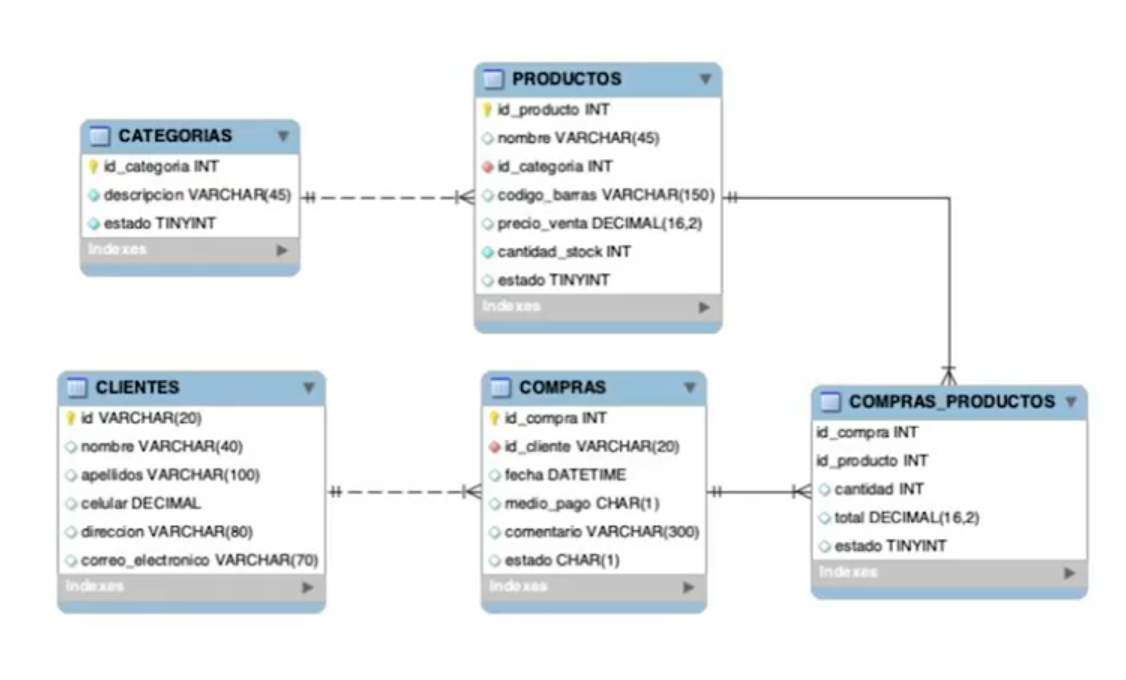 CATEGORIAS
id_categoria INT
descripcion VARCHAR(45)
estado TINYINT
Indexes
PRODUCTOS
id_producto INT
nombre VARCHAR(45)
id_categoria INT
codigo_barras VARCHAR(150)
precio_venta DECIMAL(16,2)
cantidad_stock INT
estado TINYINT
Indexes
CLIENTES
id VARCHAR(20)
nombre VARCHAR(40)
apellidos VARCHAR(100)
celular DECIMAL
direccion VARCHAR(80)
correo_electronico VARCHAR(70)
Indexes
COMPRAS
id_compra INT
id_cliente VARCHAR(20)
fecha DATETIME
medio_pago CHAR(1)
comentario VARCHAR(300)
estado CHAR(1)
Indexes
COMPRAS_PRODUCTOS
id_compra INT
id_producto INT
cantidad INT
total DECIMAL(16,2)
estado TINYINT
Indexes